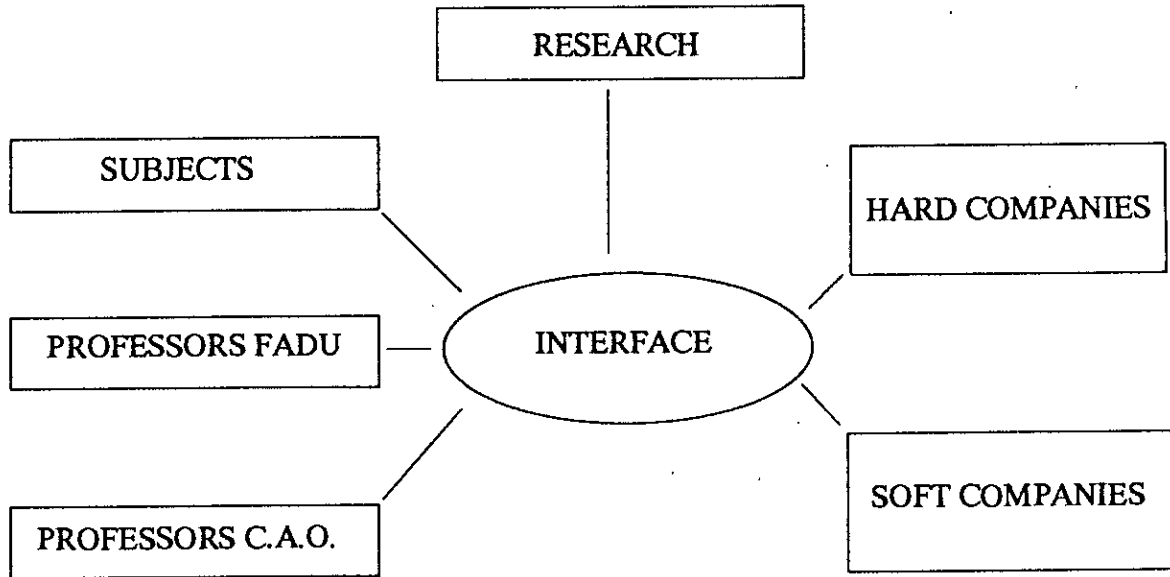 RESEARCH
SUBJECTS
HARD COMPANIES
PROFESSORS FADU
INTERFACE
SOFT COMPANIES
PROFESSORS C.A.O.